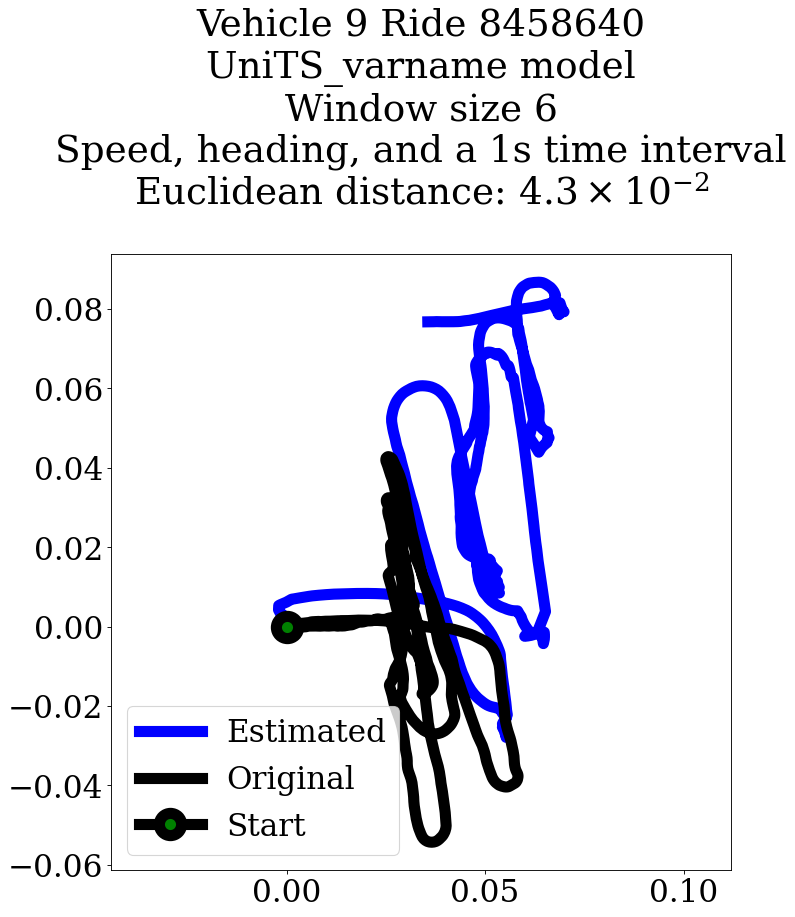 Vehicle 9 Ride 8458640
UniTS_varname model
Window size 6
Speed, heading, and a 1s time interval
Euclidean distance: 4.3 × 10⁻²
0.08
0.06
0.04
0.02
0.00
−0.02
−0.04
−0.06
Estimated
Original
Start
0.00 0.05 0.10